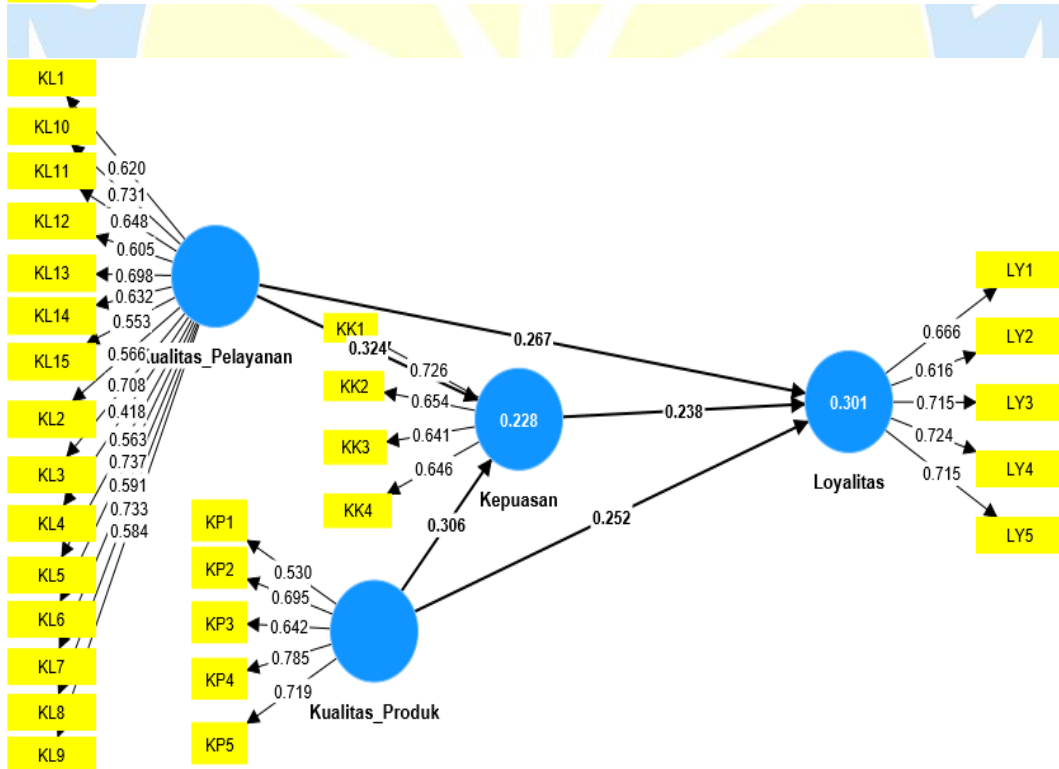 KL1
KL10
KL11
KL12
KL13
KL14
KL15
KL2
KL3
KL4
KL5
KL6
KL7
KL8
KL9
0.620
0.731
0.648
0.605
0.698
0.632
0.553
0.566
0.708
0.418
0.563
0.737
0.591
0.733
0.584
ualitas_Pelayanan
KK1
KK2
KK3
KK4
0.324
0.726
0.654
0.641
0.646
0.228
Kepuasan
0.267
0.238
0.306
0.252
KP1
KP2
KP3
KP4
KP5
0.530
0.695
0.642
0.785
0.719
Kualitas_Produk
0.301
Loyalitas
0.666
0.616
0.715
0.724
0.715
LY1
LY2
LY3
LY4
LY5